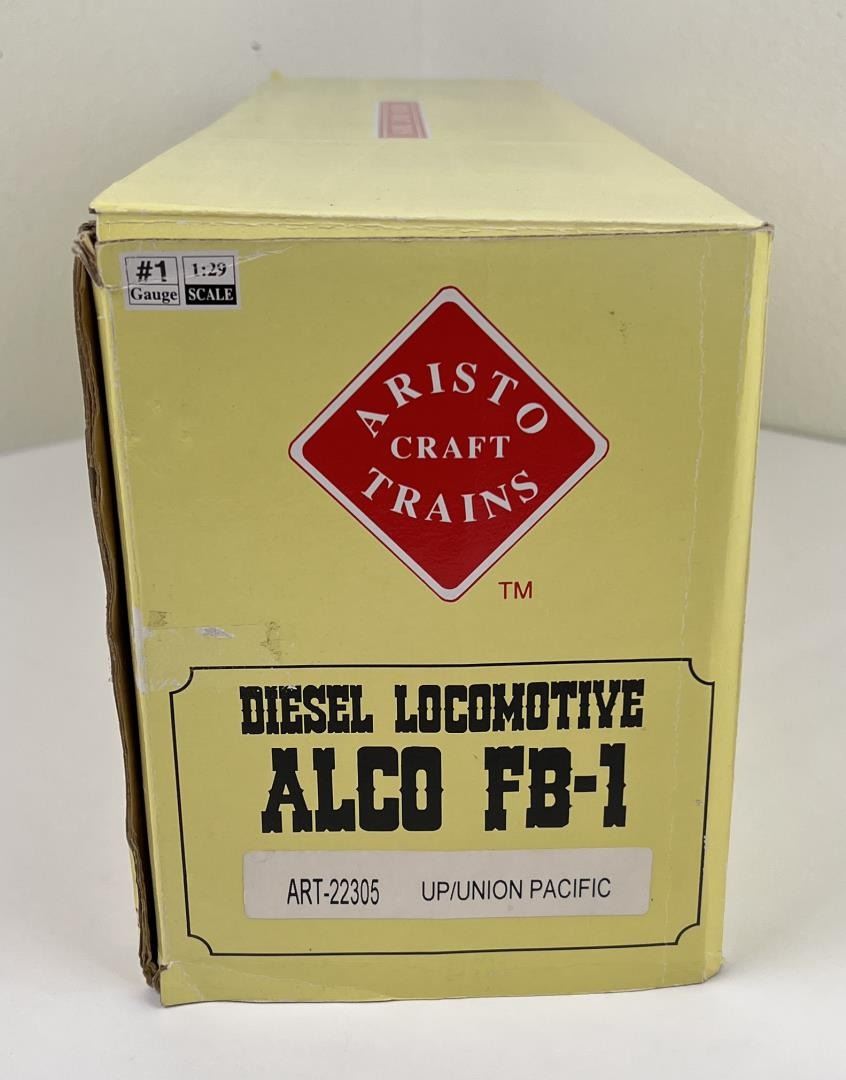 #1 Gauge
1:29 SCALE
ARISTO
CRAFT
TRAINS
TM
DIESEL LOCOMOTIVE
ALCO FB-1
ART-22305 UP/UNION PACIFIC